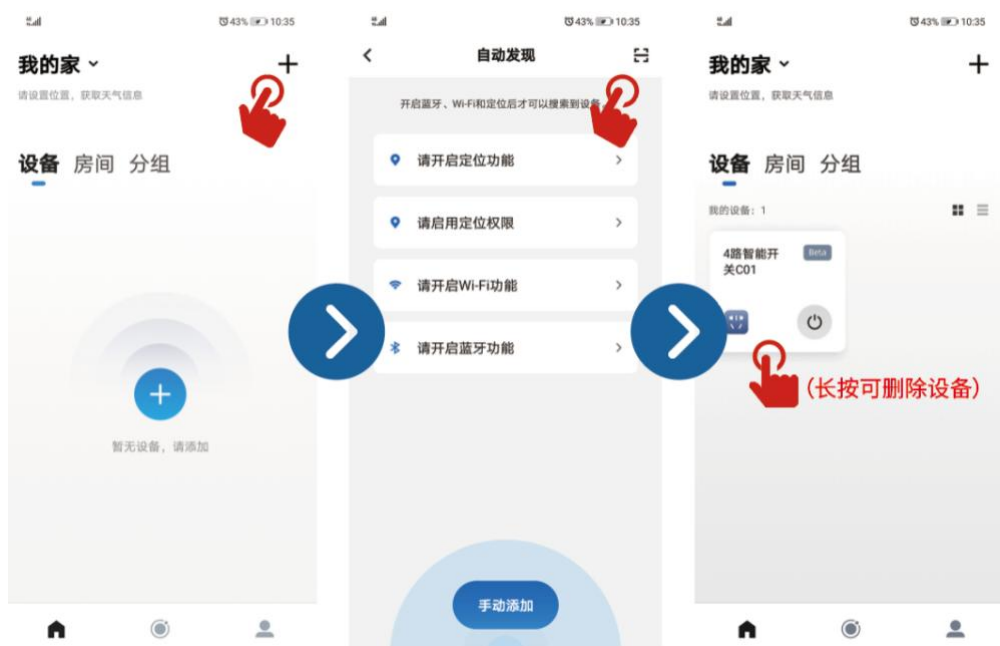 43% 10:35
我的家
请设置位置，获取天气信息
设备 房间 分组
暂无设备，请添加
43% 10:35
自动发现
开启蓝牙、Wi-Fi和定位后才可以搜索到设备
请开启定位功能
请启用定位权限
请开启Wi-Fi功能
请开启蓝牙功能
手动添加
43% 10:35
我的家
请设置位置，获取天气信息
设备 房间 分组
我的设备：1
4路智能开
关C01
Beta
（长按可删除设备）